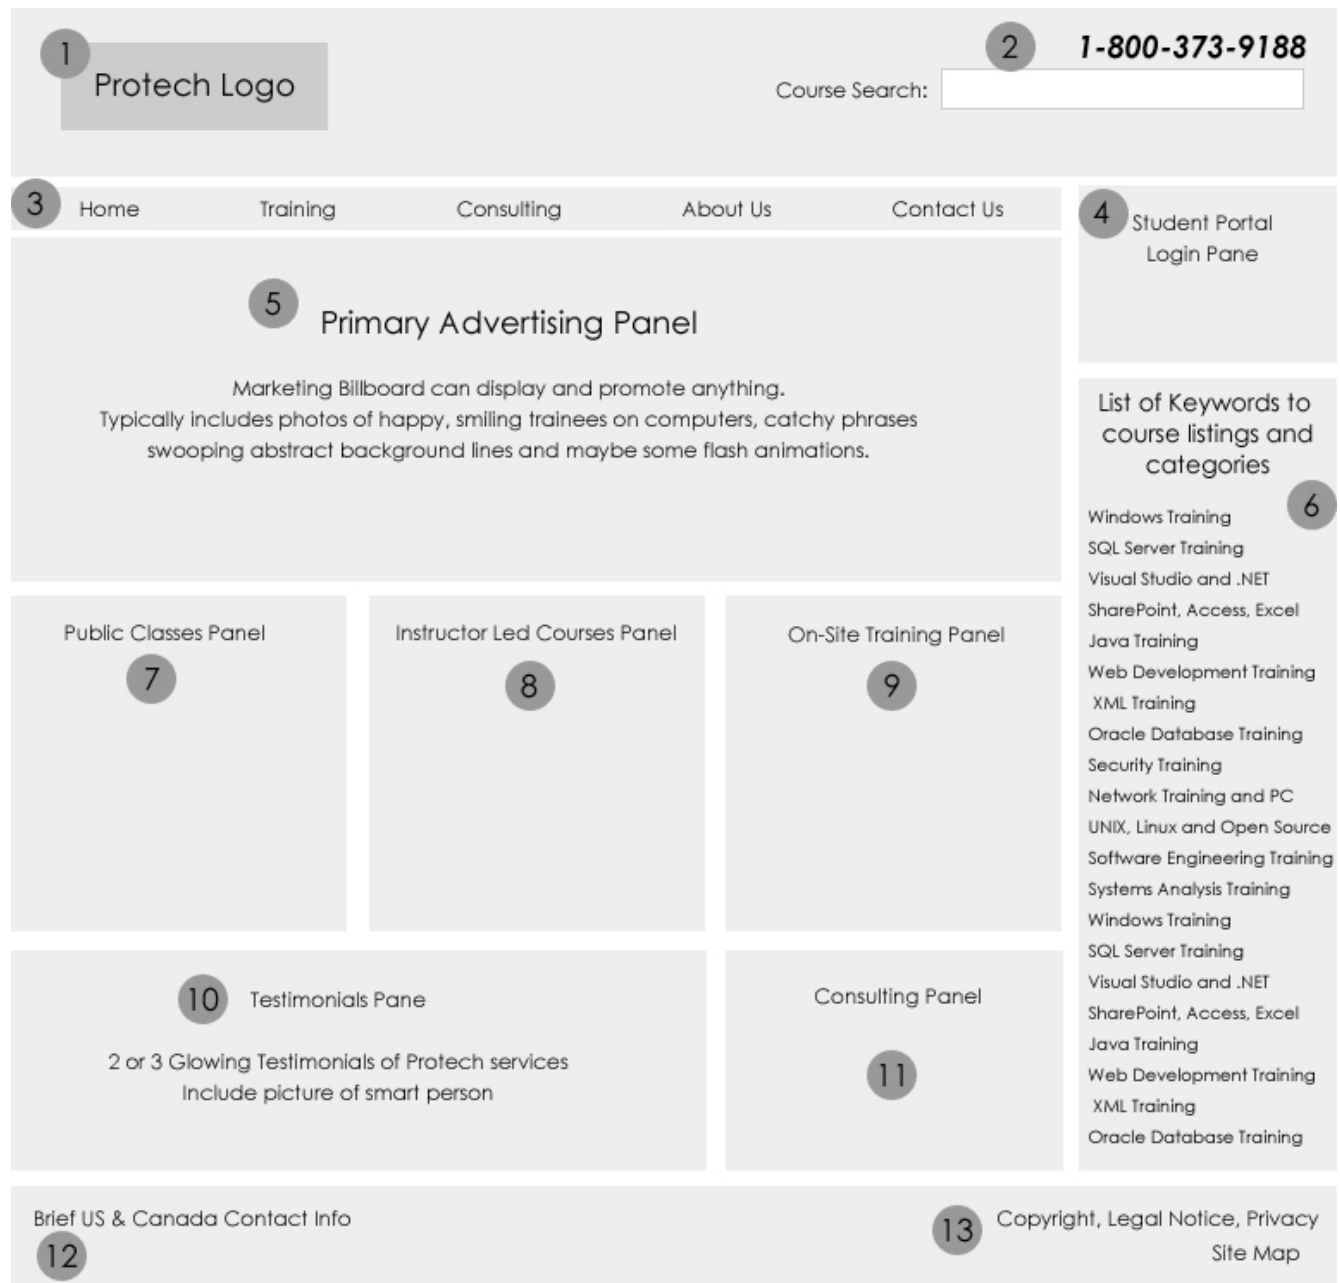 1
Protech Logo
2
1-800-373-9188
Course Search:
3
Home Training Consulting About Us Contact Us
4
Student Portal
Login Pane
5
Primary Advertising Panel
Marketing Billboard can display and promote anything.
Typically includes photos of happy, smiling trainees on computers, catchy phrases
swooping abstract background lines and maybe some flash animations.
List of Keywords to
course listings and
categories
6
Windows Training
SQL Server Training
Visual Studio and .NET
SharePoint, Access, Excel
Java Training
Web Development Training
XML Training
Oracle Database Training
Security Training
Network Training and PC
UNIX, Linux and Open Source
Software Engineering Training
Systems Analysis Training
Windows Training
SQL Server Training
Visual Studio and .NET
SharePoint, Access, Excel
Java Training
Web Development Training
XML Training
Oracle Database Training
Public Classes Panel
7
Instructor Led Courses Panel
8
On-Site Training Panel
9
10
Testimonials Pane
2 or 3 Glowing Testimonials of Protech services
Include picture of smart person
Consulting Panel
11
Brief US & Canada Contact Info
12
13
Copyright, Legal Notice, Privacy
Site Map